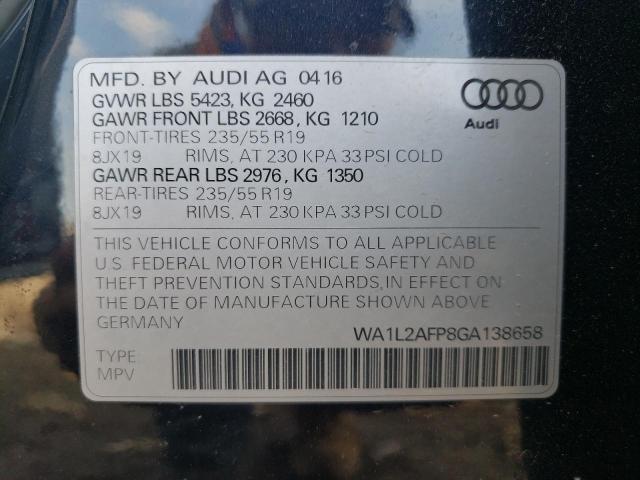 MFD. BY AUDI AG 0416
GVWR LBS 5423, KG 2460
GAWR FRONT LBS 2668, KG 1210
FRONT-TIRES 235/55 R19
8JX19 RIMS, AT 230 KPA 33 PSI COLD
GAWR REAR LBS 2976, KG 1350
REAR-TIRES 235/55 R19
8JX19 RIMS, AT 230 KPA 33 PSI COLD
Audi
THIS VEHICLE CONFORMS TO ALL APPLICABLE
U.S. FEDERAL MOTOR VEHICLE SAFETY AND
THEFT PREVENTION STANDARDS, IN EFFECT ON
THE DATE OF MANUFACTURE SHOWN ABOVE
GERMANY
WA1L2AFP8GA138658
TYPE
MPV